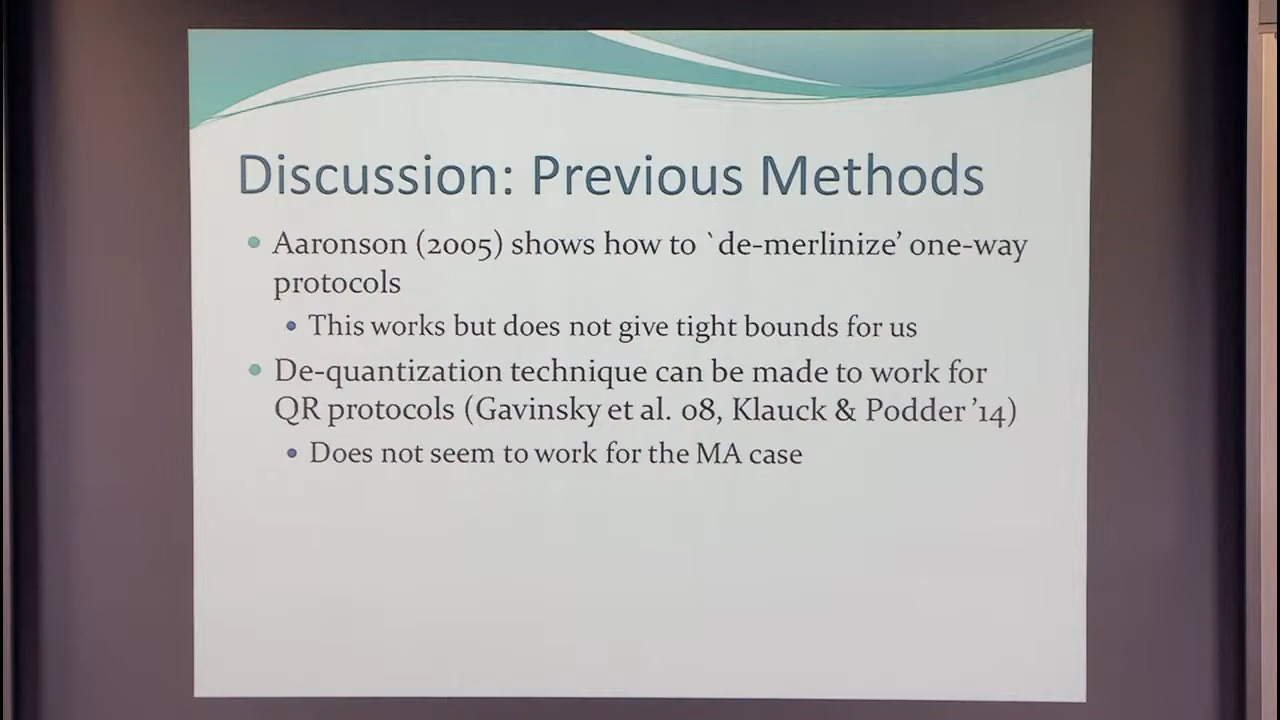 Discussion: Previous Methods
Aaronson (2005) shows how to `de-merlinize’ one-way
protocols
This works but does not give tight bounds for us
De-quantization technique can be made to work for
QR protocols (Gavinsky et al. 08, Klauck & Podder ’14)
Does not seem to work for the MA case